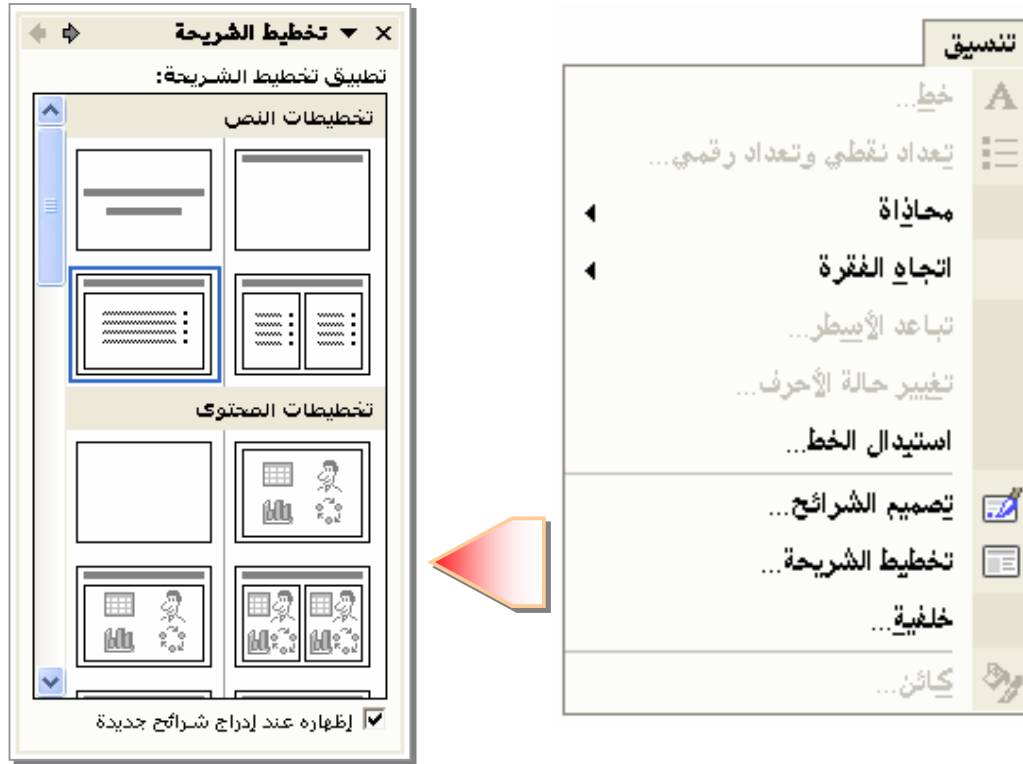 تنسيق
خط...
تعداد نقطي وتعداد رقمي...
محاذاة
اتجاه الفقرة
تباعد الأسطر...
تغيير حالة الأحرف...
استبدال الخط...
تصميم الشرائح...
تخطيط الشريحة...
خلفية...
كائن...
تخطيط الشريحة
تطبيق تخطيط الشريحة:
تخطيطات النص
تخطيطات المحتوى
إظهاره عند إدراج شرائح جديدة